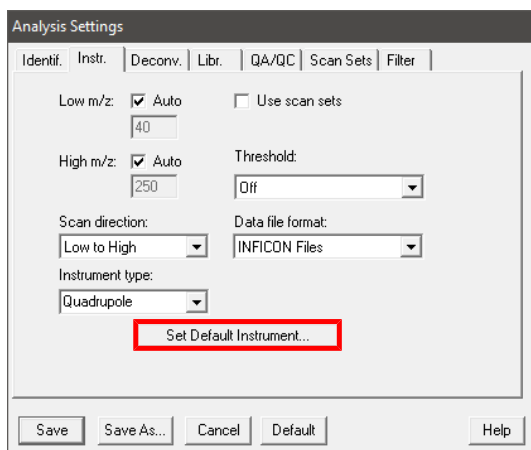 Analysis Settings
Identif. Instr. Deconv. Libr. QA/QC Scan Sets Filter
Low m/z: Auto Use scan sets
40
High m/z: Auto Threshold:
250 Off
Scan direction: Data file format:
Low to High INFICON Files
Instrument type:
Quadrupole
Set Default Instrument...
Save Save As... Cancel Default Help